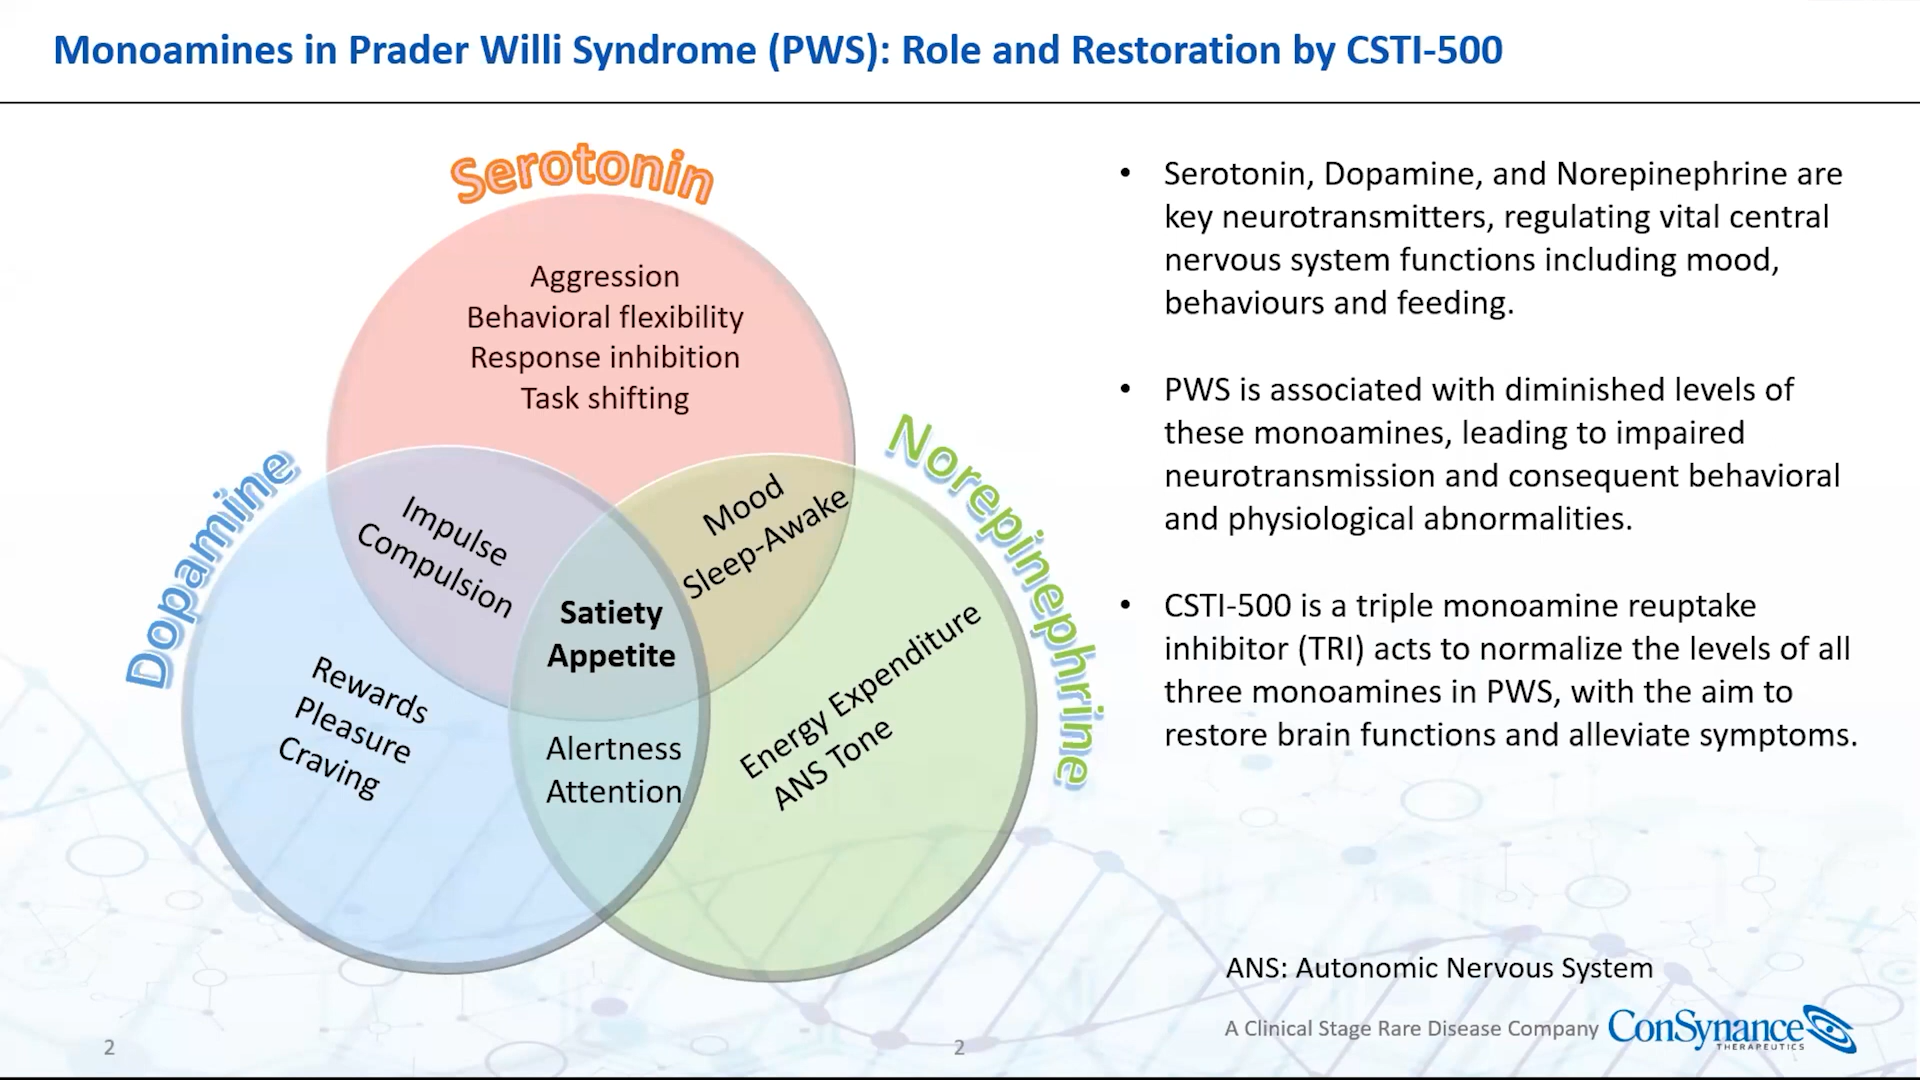 Monoamines in Prader Willi Syndrome (PWS): Role and Restoration by CSTI-500
Serotonin
Aggression
Behavioral flexibility
Response inhibition
Task shifting
Dopamine
Norepinephrine
Impulse
Compulsion
Mood
Sleep-Awake
Satiety
Appetite
Rewards
Pleasure
Craving
Alertness
Attention
Energy Expenditure
ANS Tone
• Serotonin, Dopamine, and Norepinephrine are
key neurotransmitters, regulating vital central
nervous system functions including mood,
behaviours and feeding.
• PWS is associated with diminished levels of
these monoamines, leading to impaired
neurotransmission and consequent behavioral
and physiological abnormalities.
• CSTI-500 is a triple monoamine reuptake
inhibitor (TRI) acts to normalize the levels of all
three monoamines in PWS, with the aim to
restore brain functions and alleviate symptoms.
ANS: Autonomic Nervous System
A Clinical Stage Rare Disease Company
ConSynance
THERAPEUTICS
2
2